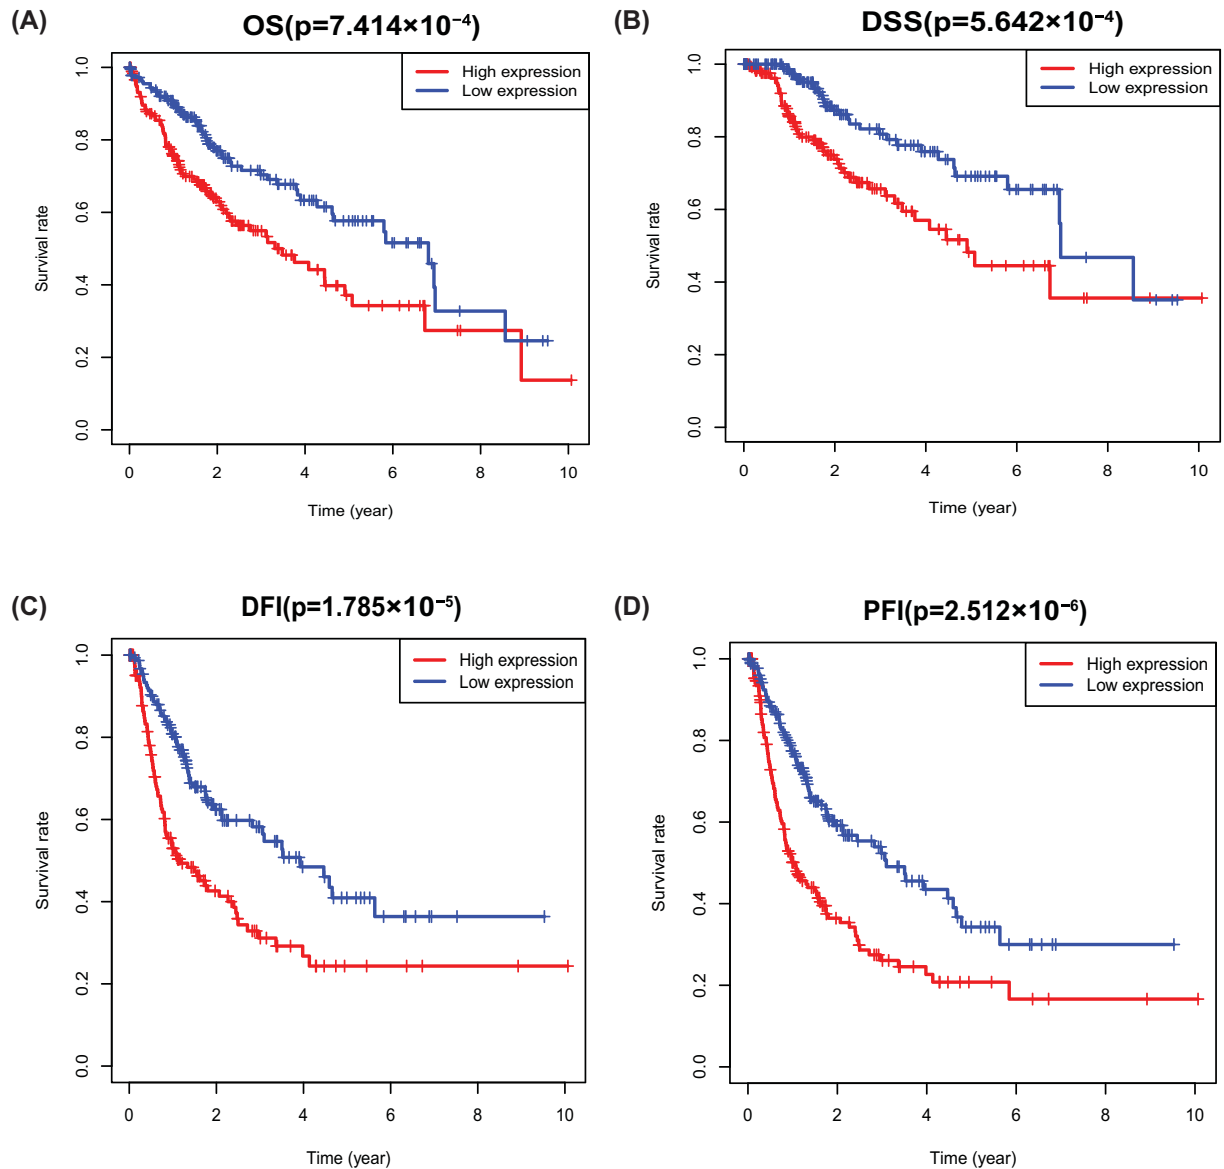 (A)
OS(p=7.414×10⁻⁴)
High expression
Low expression
Survival rate
1.0
0.8
0.6
0.4
0.2
0.0
0 2 4 6 8 10
Time (year)
(B)
DSS(p=5.642×10⁻⁴)
High expression
Low expression
Survival rate
1.0
0.8
0.6
0.4
0.2
0.0
0 2 4 6 8 10
Time (year)
(C)
DFI(p=1.785×10⁻⁵)
High expression
Low expression
Survival rate
1.0
0.8
0.6
0.4
0.2
0.0
0 2 4 6 8 10
Time (year)
(D)
PFI(p=2.512×10⁻⁶)
High expression
Low expression
Survival rate
1.0
0.8
0.6
0.4
0.2
0.0
0 2 4 6 8 10
Time (year)